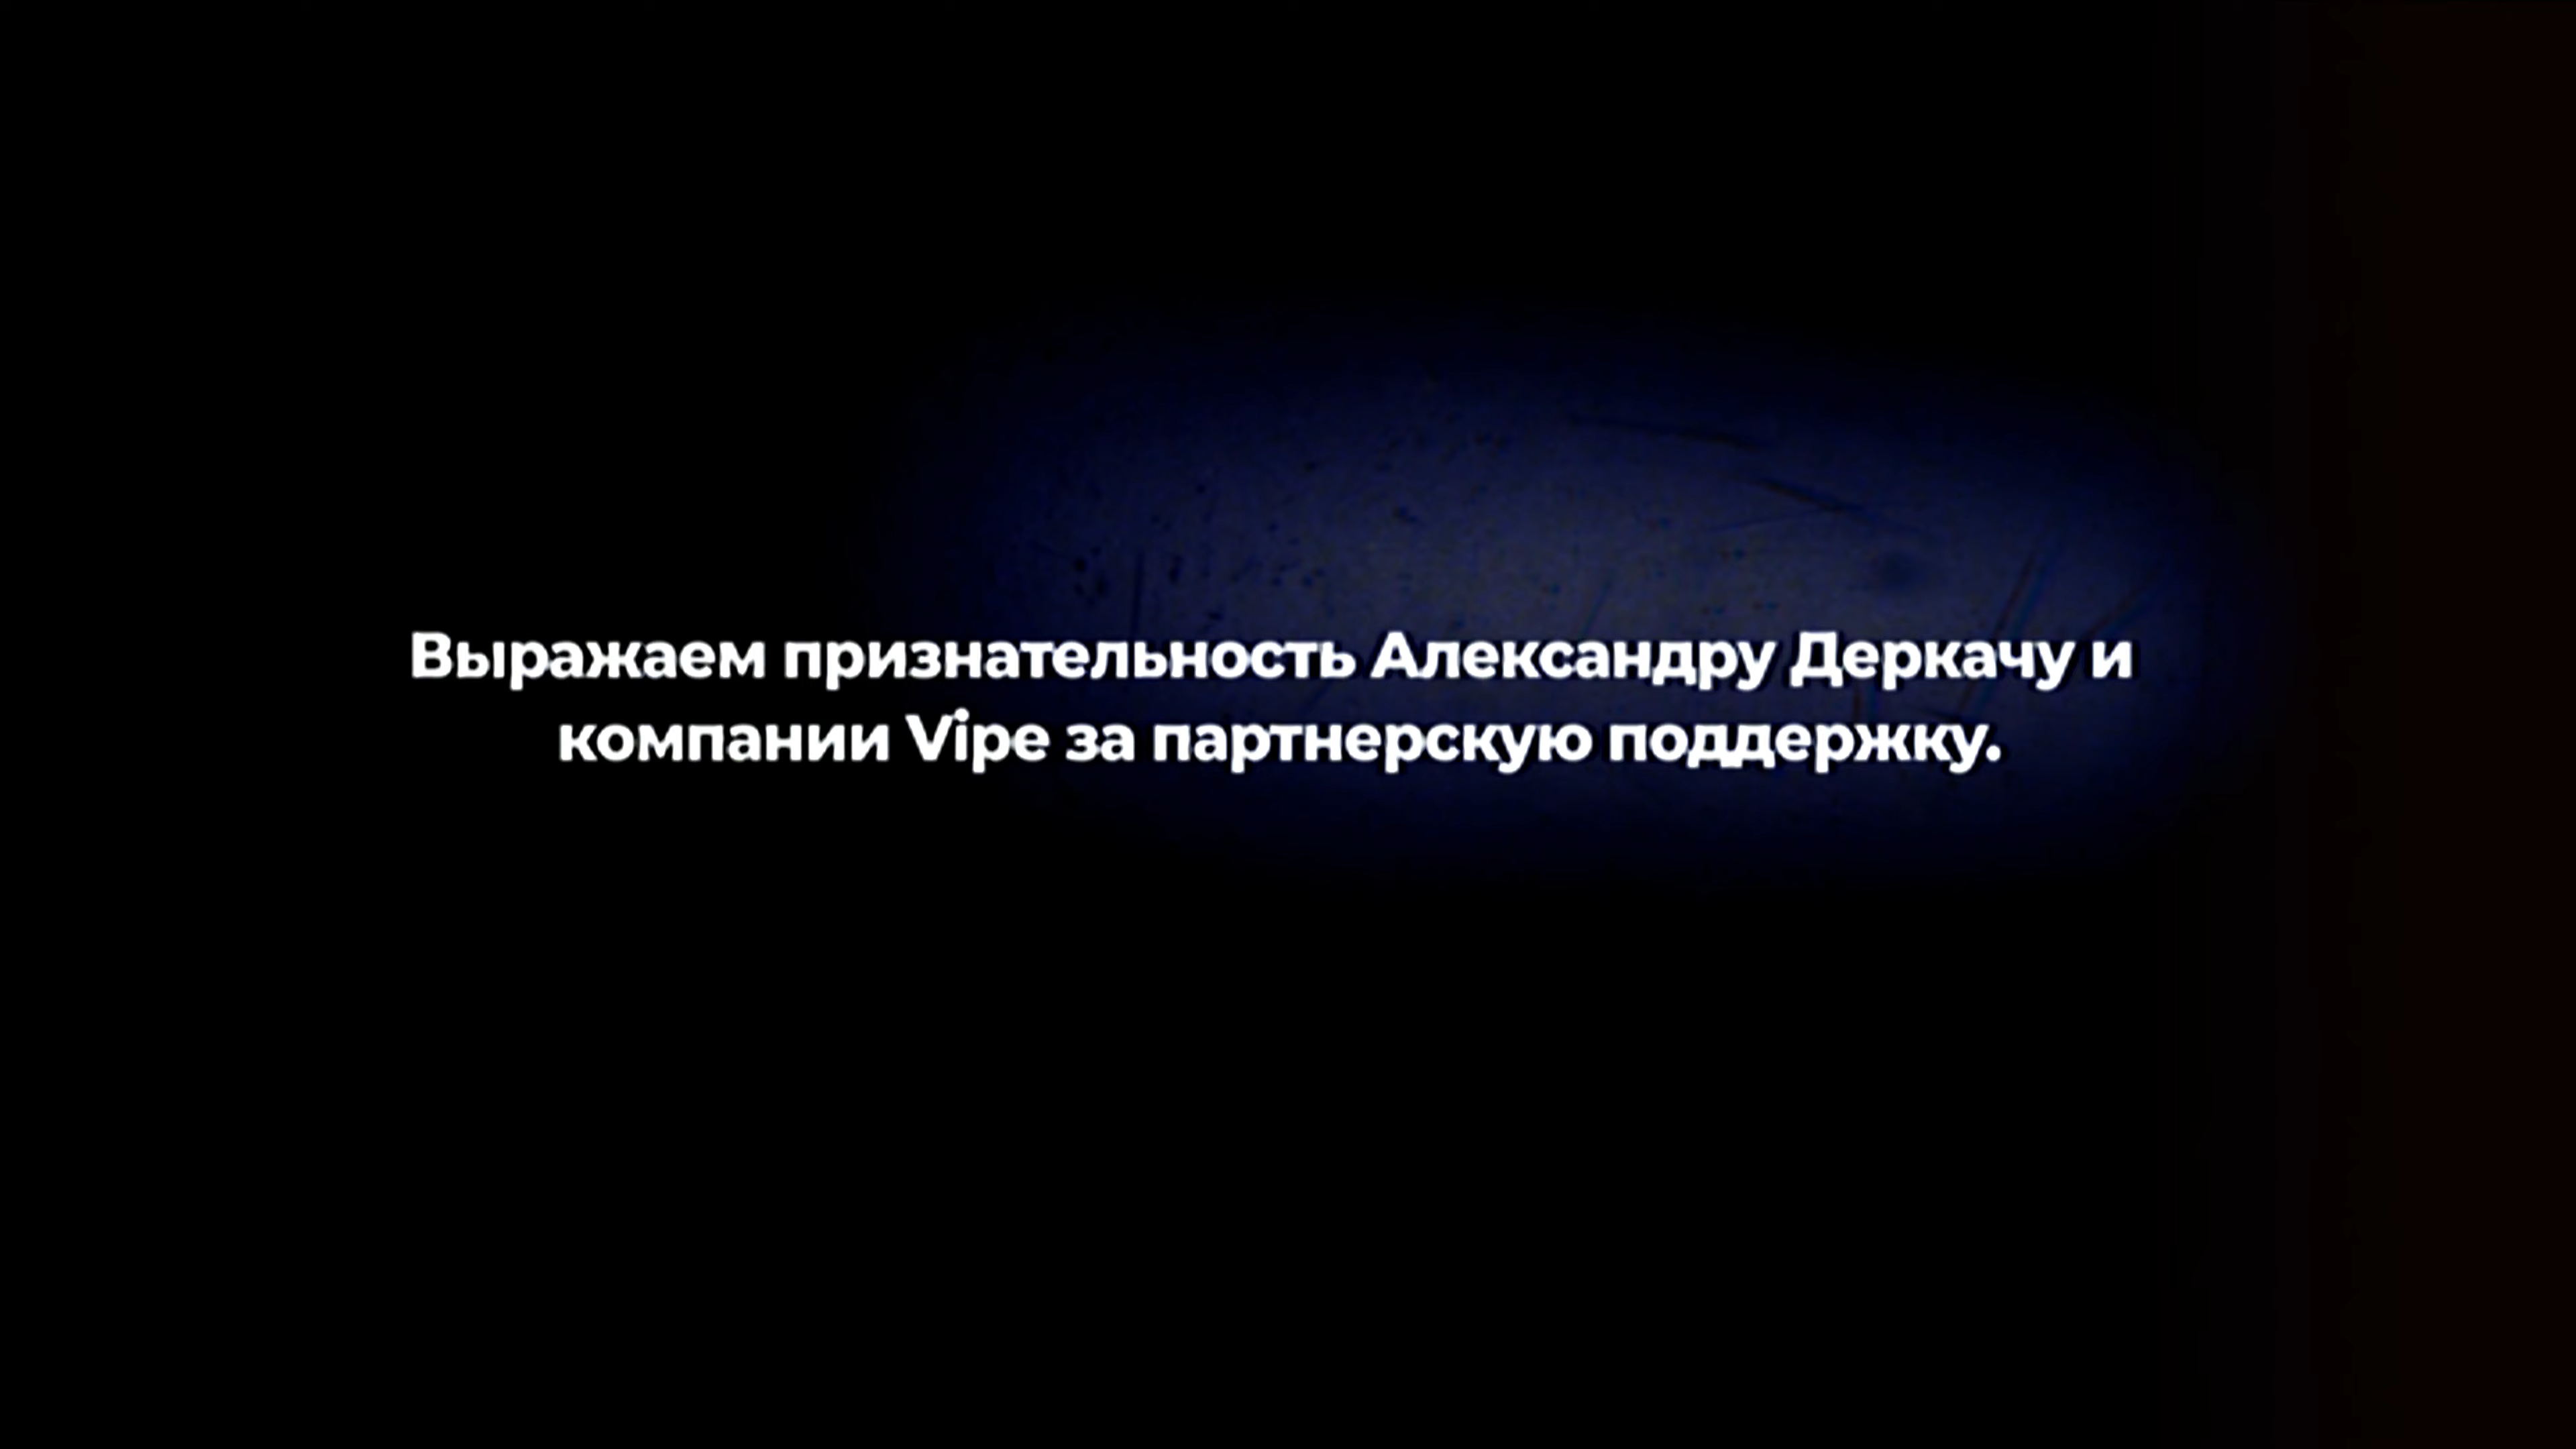 Выражаем признательность Александру Деркачу и
компании Vipe за партнерскую поддержку.